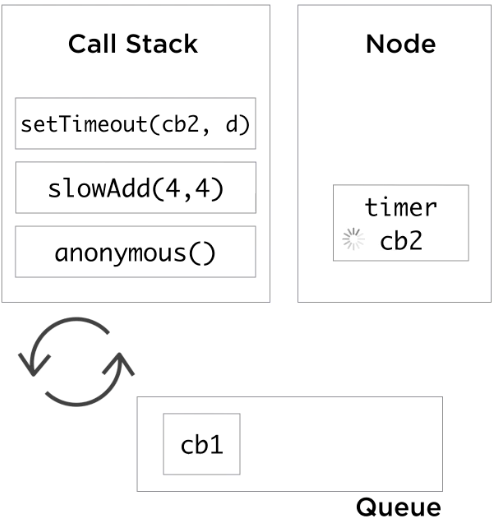 Call Stack
setTimeout(cb2, d)
slowAdd(4,4)
anonymous()
Node
timer
cb2
cb1
Queue